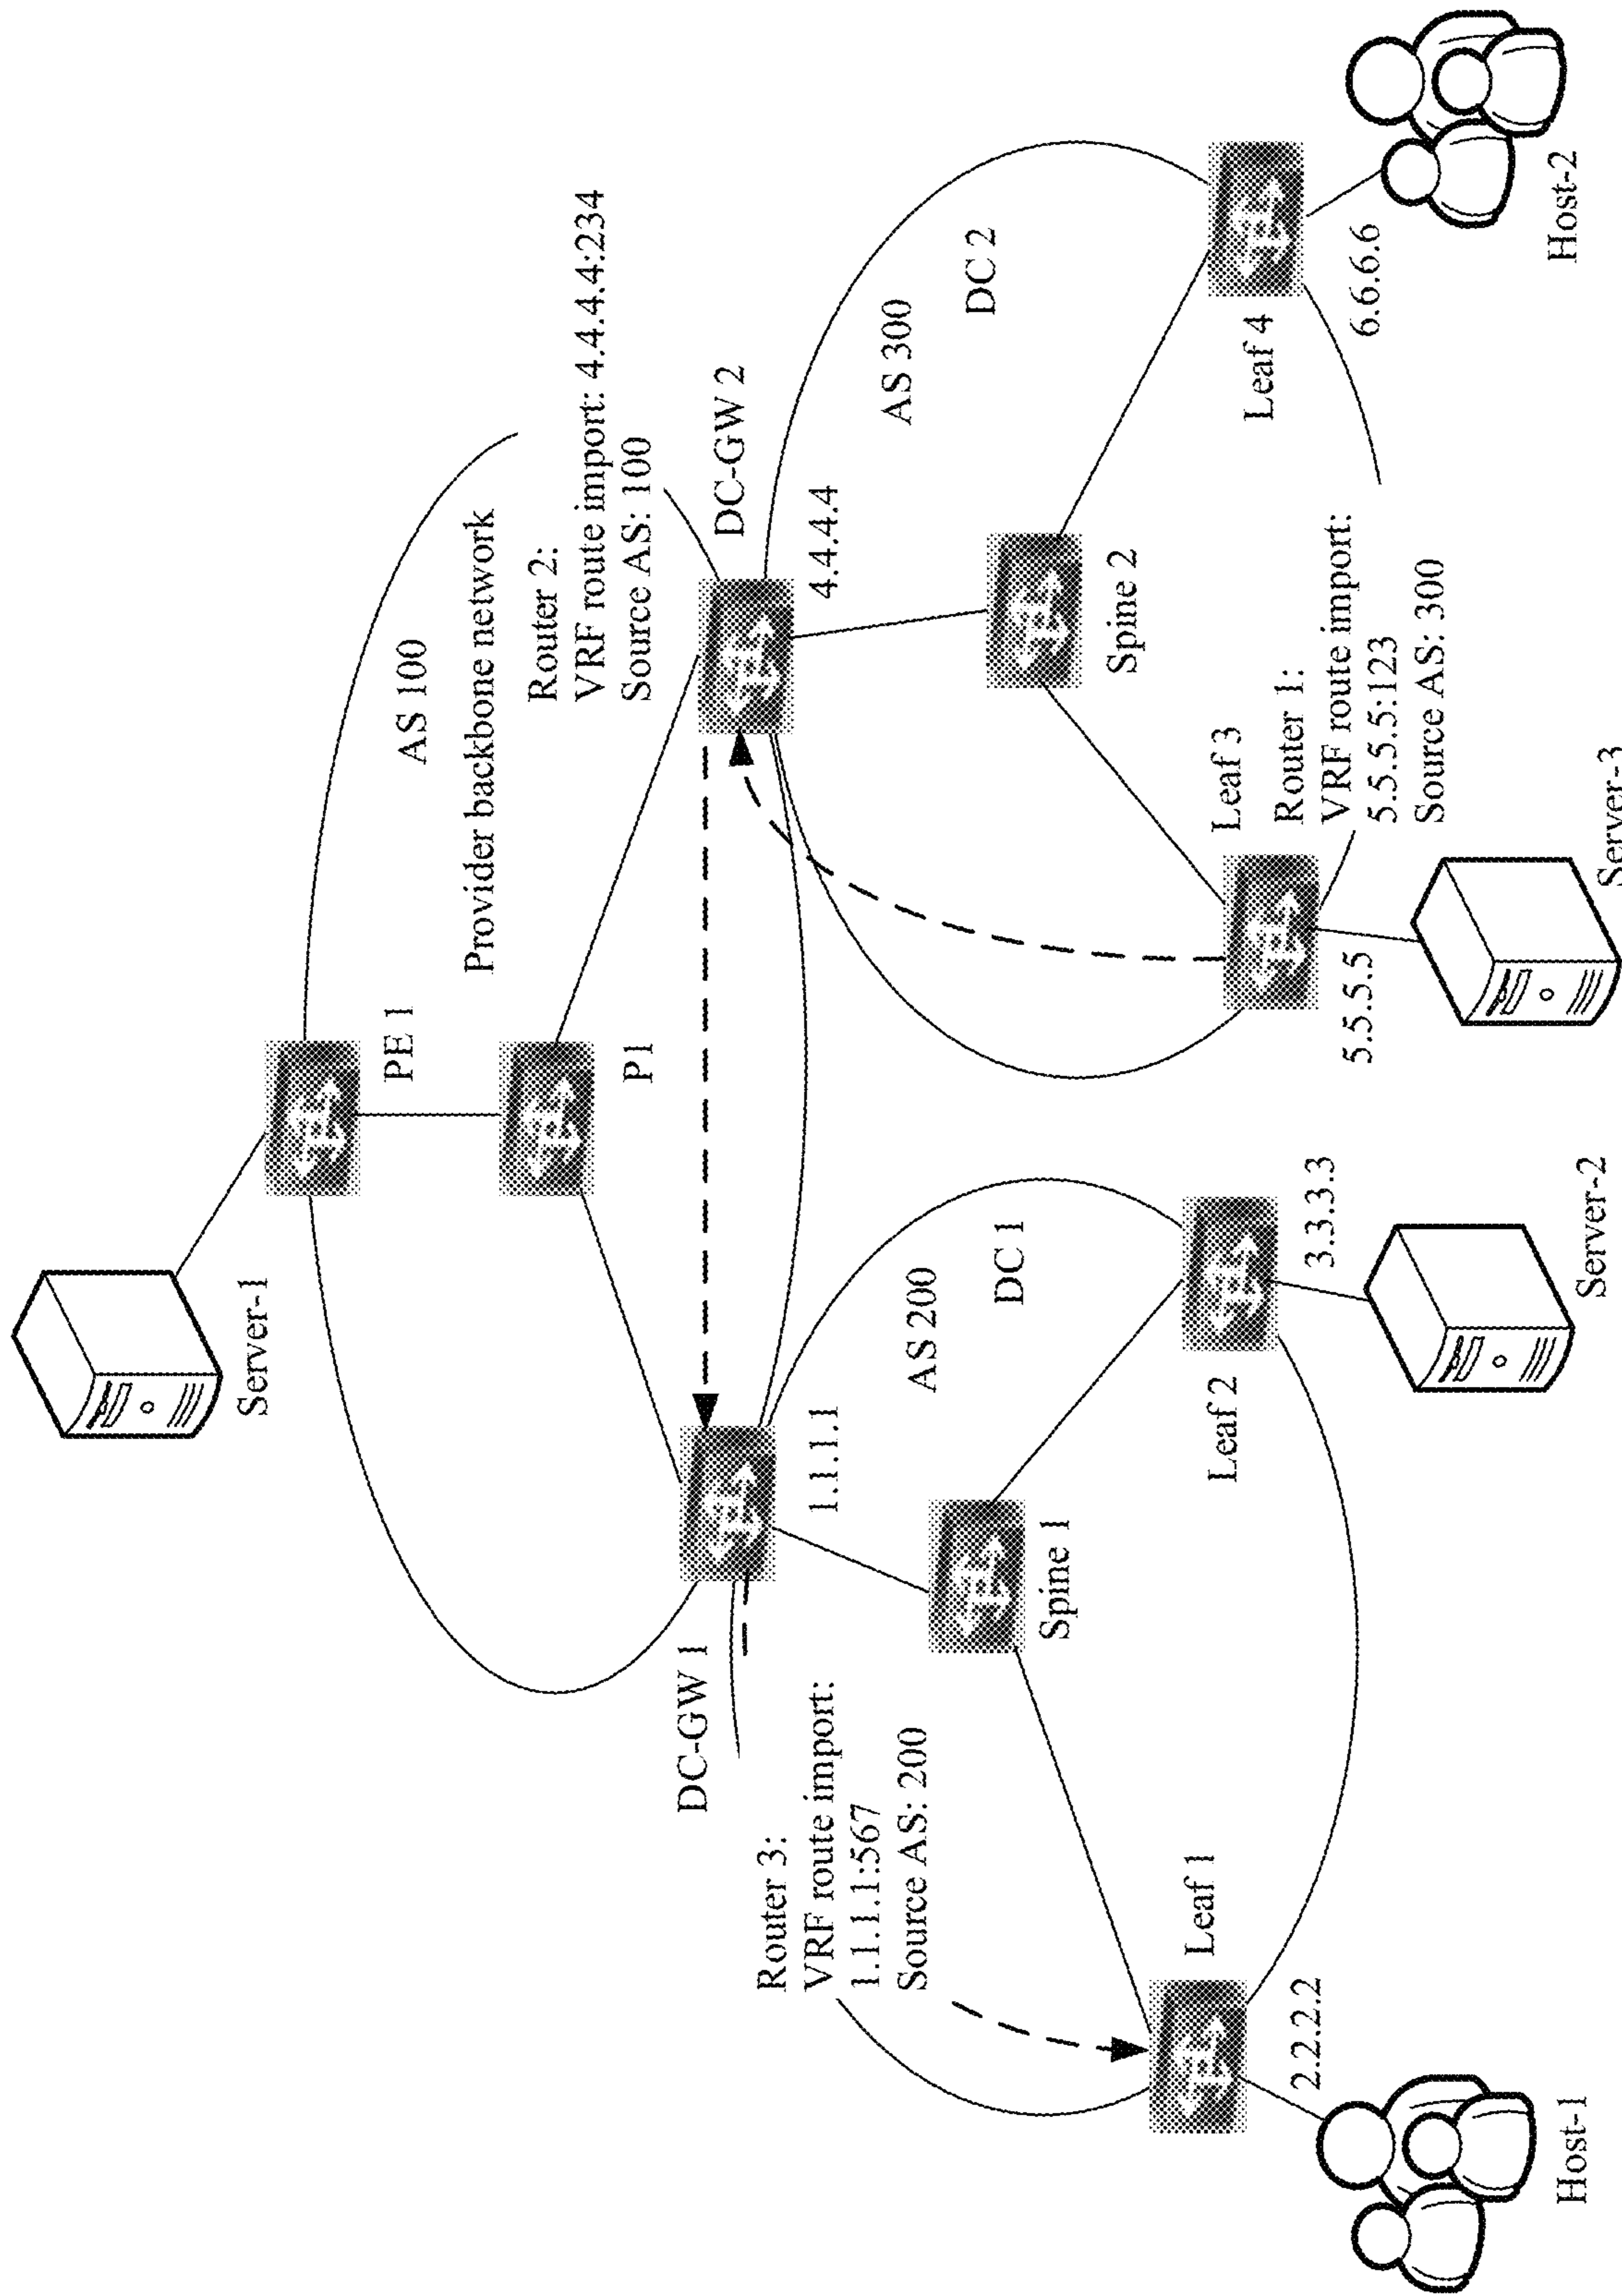 Server-1
PE 1
AS 100
Provider backbone network
P1
Router 2:
VRF route import: 4.4.4.4:234
Source AS: 100
DC-GW 1
DC-GW 2
1.1.1.1
4.4.4.4
Router 3:
VRF route import:
1.1.1.1:567
Source AS: 200
AS 200
DC 1
AS 300
DC 2
Spine 1
Spine 2
Leaf 1
Leaf 2
Leaf 3
Leaf 4
Router 1:
VRF route import:
5.5.5.5:123
Source AS: 300
2.2.2.2
3.3.3.3
5.5.5.5
6.6.6.6
Host-1
Server-2
Server-3
Host-2